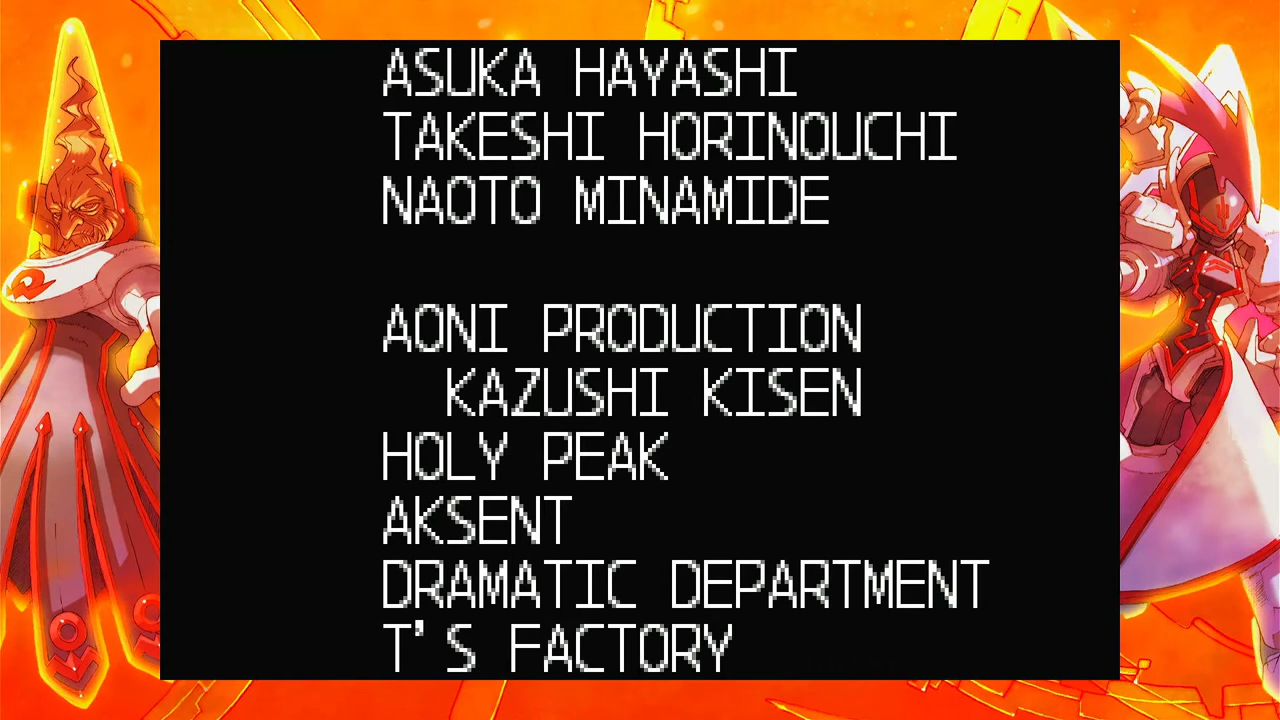 ASUKA HAYASHI
TAKESHI HORINOUCHI
NAOTO MINAMIDE
AONI PRODUCTION
KAZUSHI KISEN
HOLY PEAK
AKSENT
DRAMATIC DEPARTMENT
T'S FACTORY